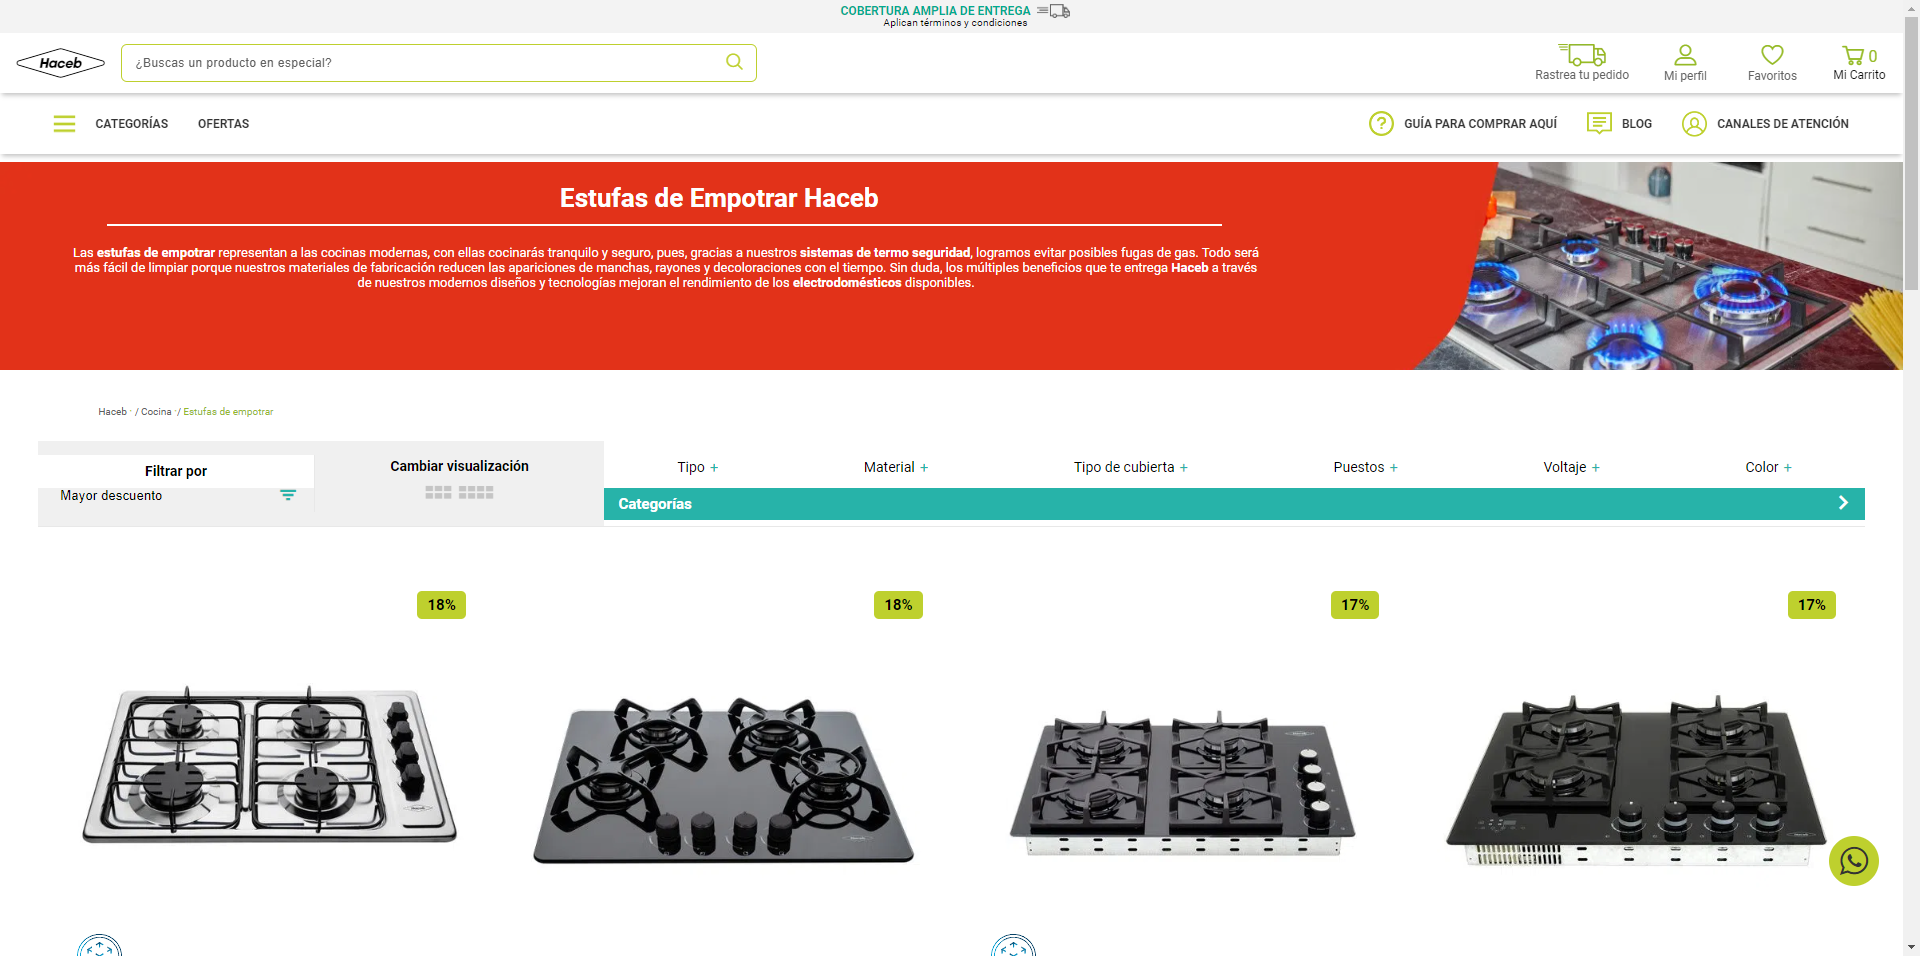 COBERTURA AMPLIA DE ENTREGA
Aplican términos y condiciones
Haceb
¿Buscas un producto en especial?
Rastrea tu pedido
Mi perfil
Favoritos
0
Mi Carrito
CATEGORÍAS
OFERTAS
GUÍA PARA COMPRAR AQUÍ
BLOG
CANALES DE ATENCIÓN
Estufas de Empotrar Haceb
Las estufas de empotrar representan a las cocinas modernas, con ellas cocinarás tranquilo y seguro, pues, gracias a nuestros sistemas de termo seguridad, logramos evitar posibles fugas de gas. Todo será
más fácil de limpiar porque nuestros materiales de fabricación reducen las apariciones de manchas, rayones y decoloraciones con el tiempo. Sin duda, los múltiples beneficios que te entrega Haceb a través
de nuestros modernos diseños y tecnologías mejoran el rendimiento de los electrodomésticos disponibles.
Haceb / Cocina / Estufas de empotrar
Filtrar por
Mayor descuento
Cambiar visualización
Tipo +
Material +
Tipo de cubierta +
Puestos +
Voltaje +
Color +
Categorías
18%
18%
17%
17%